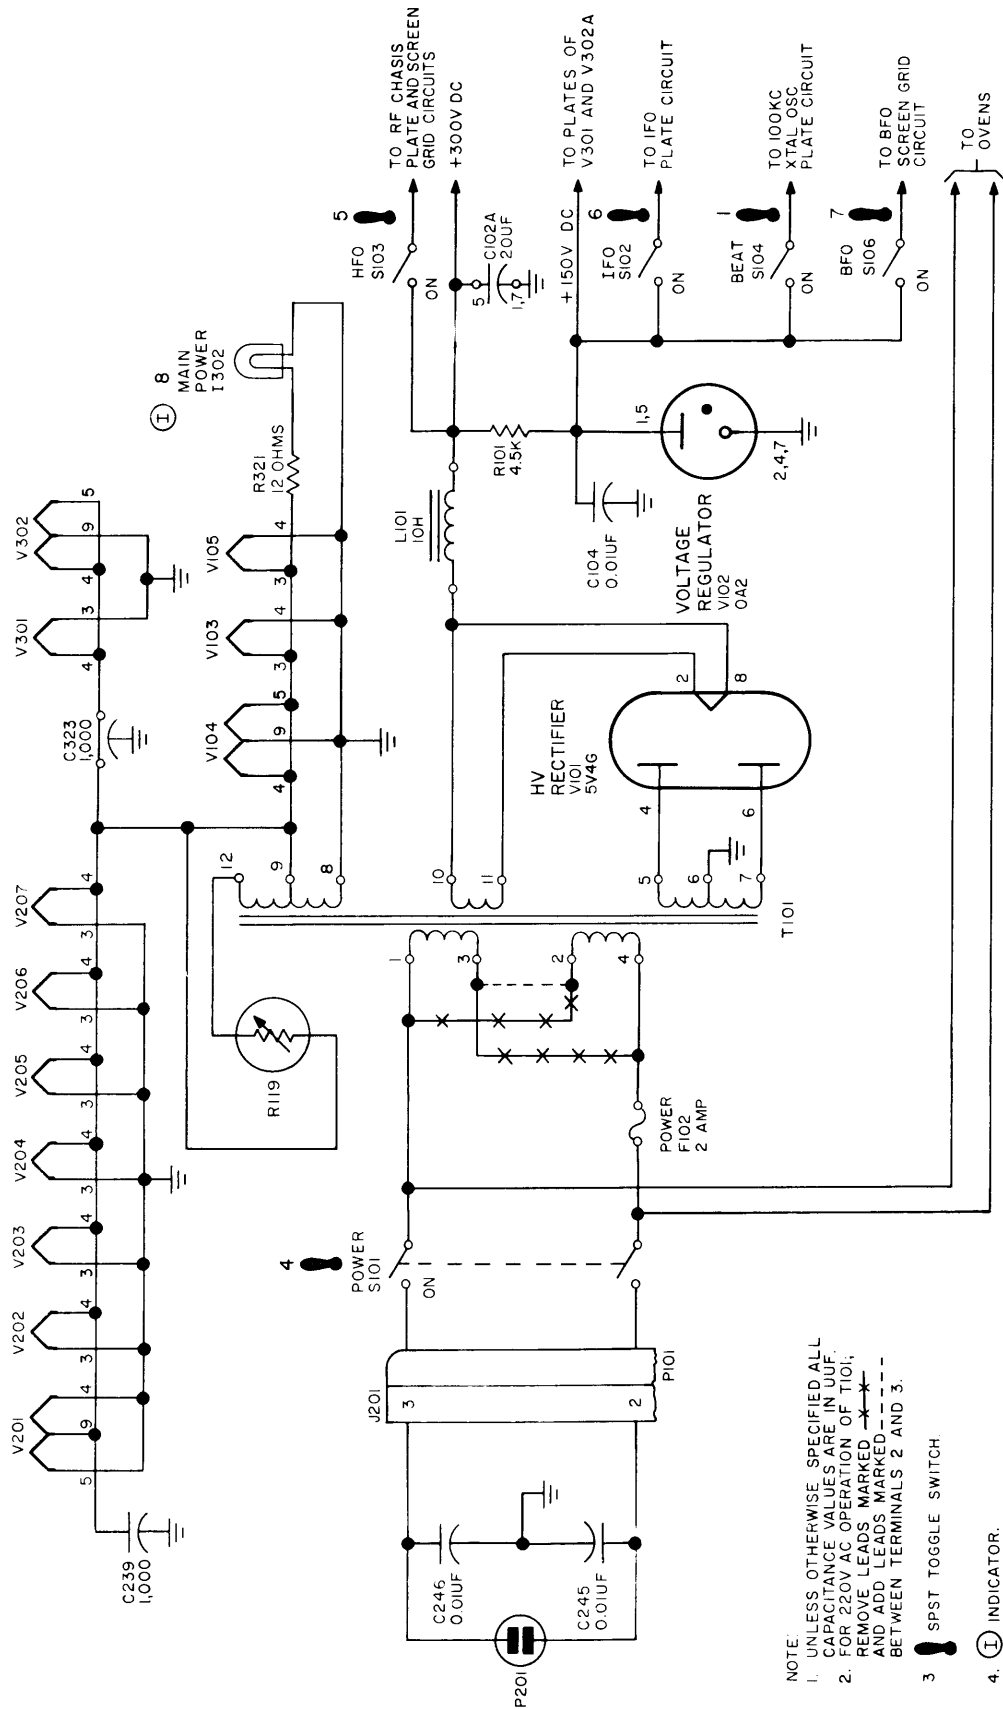 V201
V202
V203
V204
V205
V206
V207
V301
V302
5
9
4
3
4
3
4
3
4
3
4
3
4
3
4
4
3
4
9
5
C239
1,000
C323
1,000
Ⓘ 8
MAIN
POWER
I302
V104
V103
V105
4
9
5
3
4
3
4
R321
12 OHMS
R119
12
9
8
10
11
5
6
7
T101
1
3
2
4
4
POWER
S101
ON
POWER
F102
2 AMP
J201
3
2
P101
C246
0.01UF
C245
0.01UF
P201
HV
RECTIFIER
V101
5V4G
4
6
2
8
L101
10H
R101
4.5K
C104
0.01UF
VOLTAGE
REGULATOR
V102
OA2
1,5
2,4,7
5
HFO
S103
ON
TO RF CHASIS
PLATE AND SCREEN
GRID CIRCUITS
+300V DC
5
C102A
20UF
1,7
+150V DC
TO PLATES OF
V301 AND V302A
6
IFO
S102
ON
TO IFO
PLATE CIRCUIT
1
BEAT
S104
ON
TO 100KC
XTAL OSC
PLATE CIRCUIT
7
BFO
S106
ON
TO BFO
SCREEN GRID
CIRCUIT
TO
OVENS
NOTE:
1. UNLESS OTHERWISE SPECIFIED ALL
CAPACITANCE VALUES ARE IN UUF.
2. FOR 220V AC OPERATION OF T101,
REMOVE LEADS MARKED
AND ADD LEADS MARKED
BETWEEN TERMINALS 2 AND 3.
3 SPST TOGGLE SWITCH.
4. Ⓘ INDICATOR.